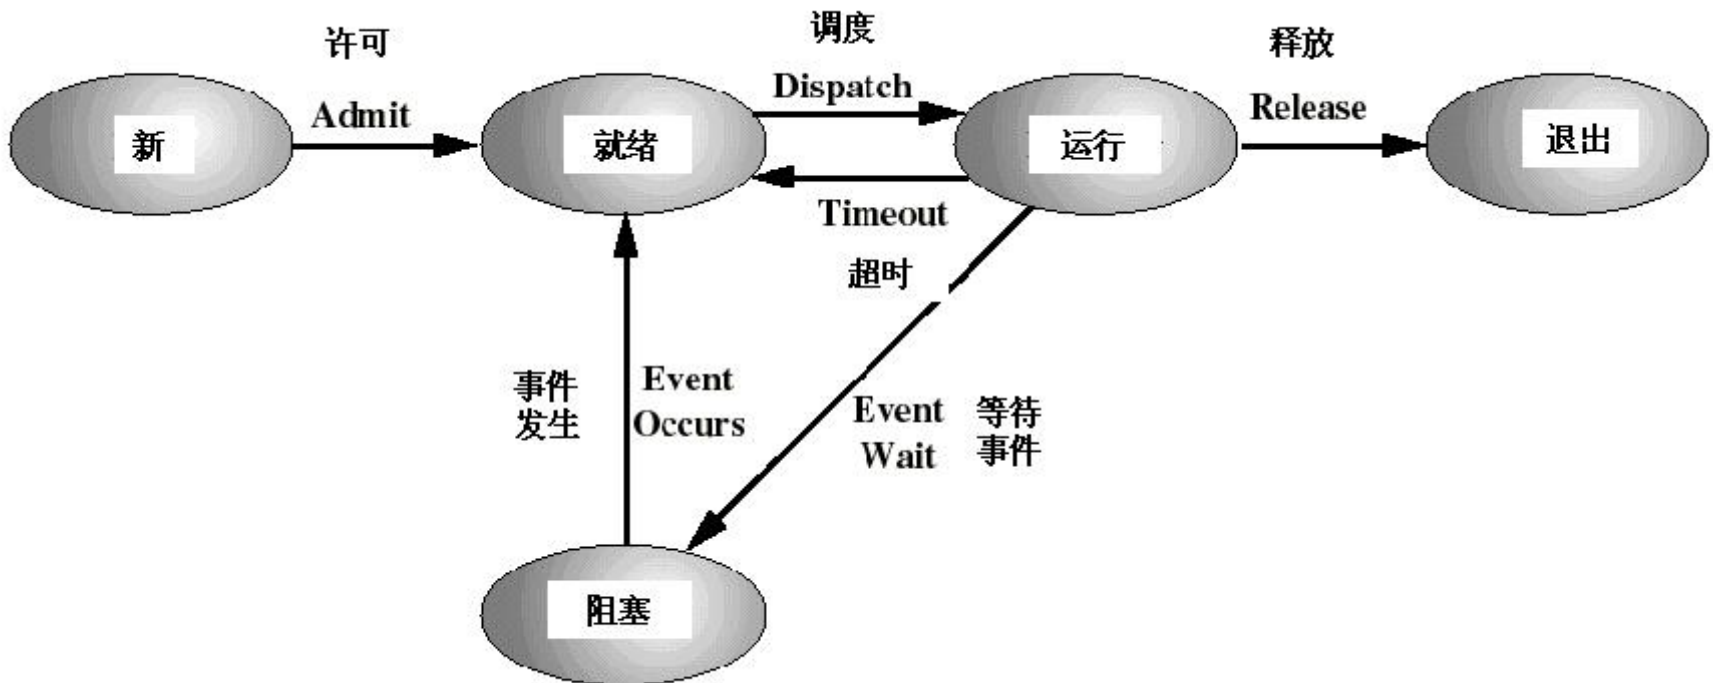 许可
调度
释放
Admit
Dispatch
Release
新
就绪
运行
退出
Timeout
超时
事件
发生
Event
Occurs
Event
Wait
等待
事件
阻塞